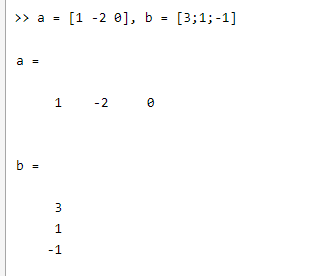 >> a = [1 -2 0], b = [3;1;-1]
a =
1 -2 0
b =
3
1
-1